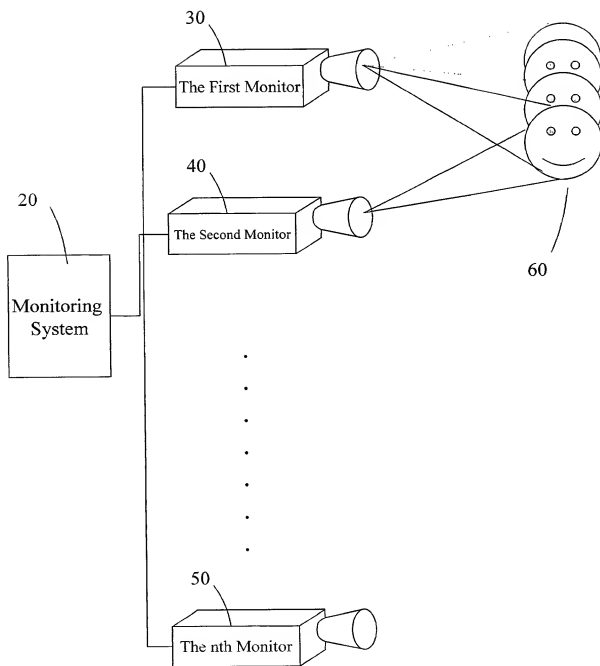 30
The First Monitor
40
The Second Monitor
20
Monitoring
System
60
50
The nth Monitor